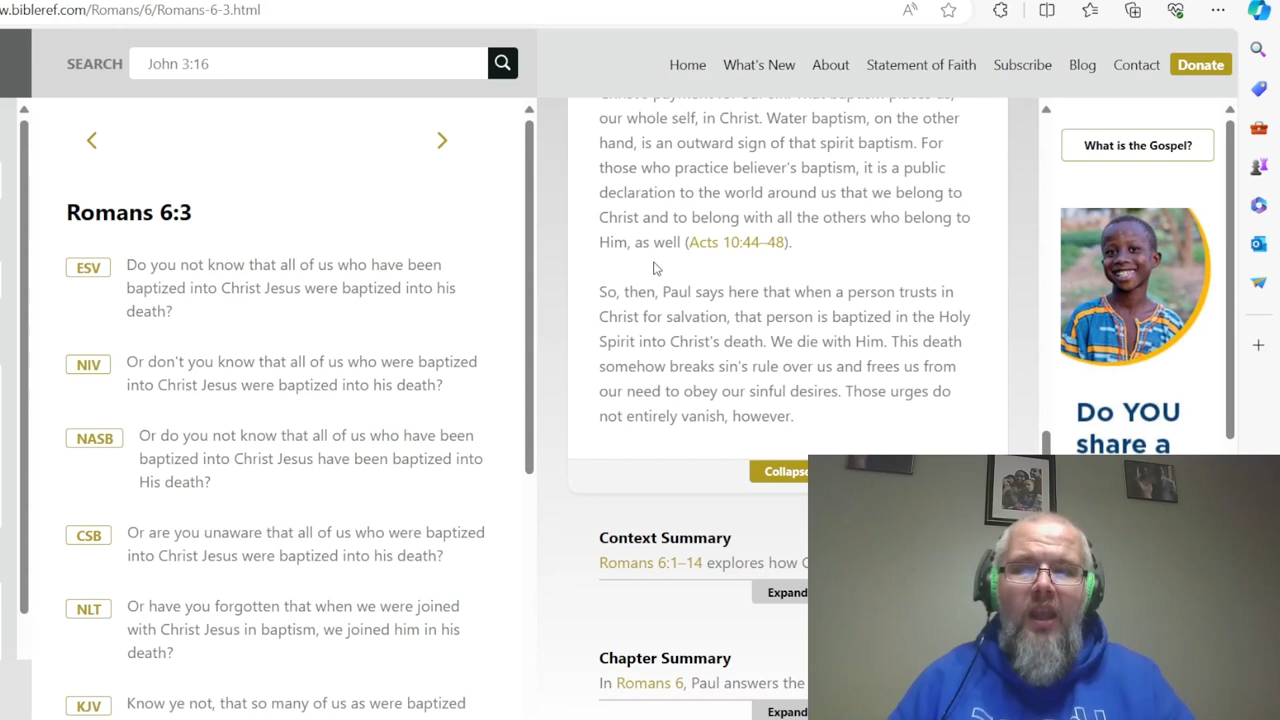 w.bibleref.com/Romans/6/Romans-6-3.html
SEARCH
John 3:16
Home
What's New
About
Statement of Faith
Subscribe
Blog
Contact
Donate
Romans 6:3
ESV
Do you not know that all of us who have been
baptized into Christ Jesus were baptized into his
death?
NIV
Or don't you know that all of us who were baptized
into Christ Jesus were baptized into his death?
NASB
Or do you not know that all of us who have been
baptized into Christ Jesus have been baptized into
His death?
CSB
Or are you unaware that all of us who were baptized
into Christ Jesus were baptized into his death?
NLT
Or have you forgotten that when we were joined
with Christ Jesus in baptism, we joined him in his
death?
KJV
Know ye not, that so many of us as were baptized
Christ's payment for our sin. That baptism places us,
our whole self, in Christ. Water baptism, on the other
hand, is an outward sign of that spirit baptism. For
those who practice believer's baptism, it is a public
declaration to the world around us that we belong to
Christ and to belong with all the others who belong to
Him, as well (Acts 10:44–48).
So, then, Paul says here that when a person trusts in
Christ for salvation, that person is baptized in the Holy
Spirit into Christ's death. We die with Him. This death
somehow breaks sin's rule over us and frees us from
our need to obey our sinful desires. Those urges do
not entirely vanish, however.
Collapse
Context Summary
Romans 6:1–14 explores how
Expand
Chapter Summary
In Romans 6, Paul answers the
Expand
What is the Gospel?
Do YOU
share a